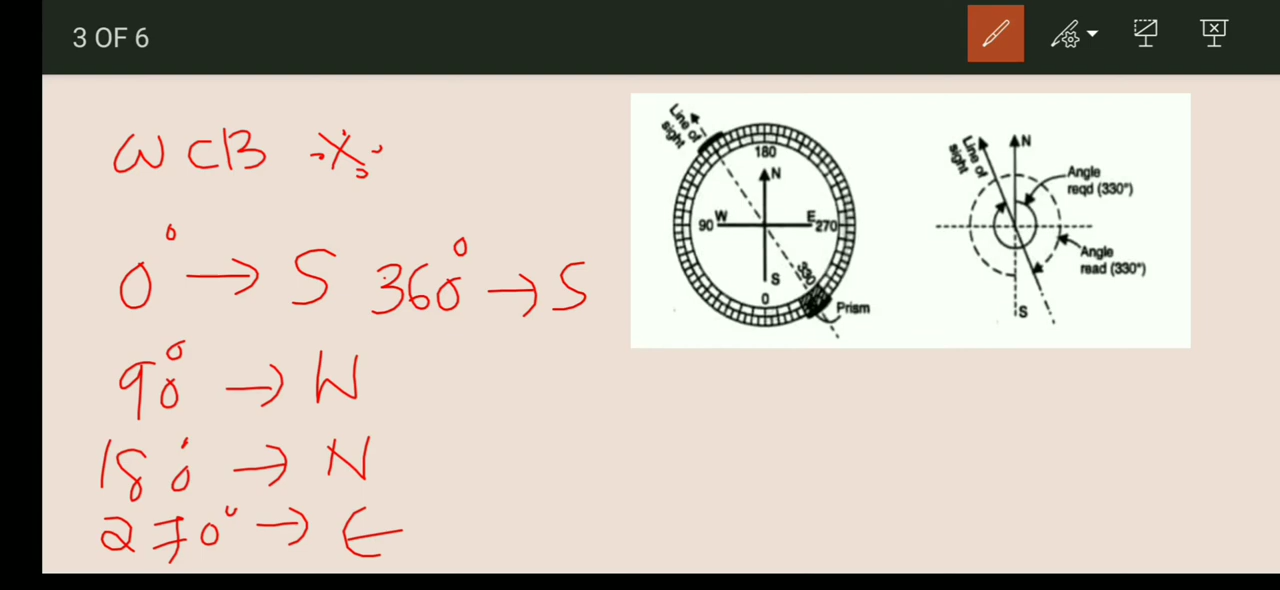 3 OF 6
WCB
0° → S 360° → S
90° → W
180° → N
270° → E
Line of
sight
180
N
W
E
90
270
S
330
0
Prism
Line of
sight
N
Angle
reqd (330°)
Angle
read (330°)
S